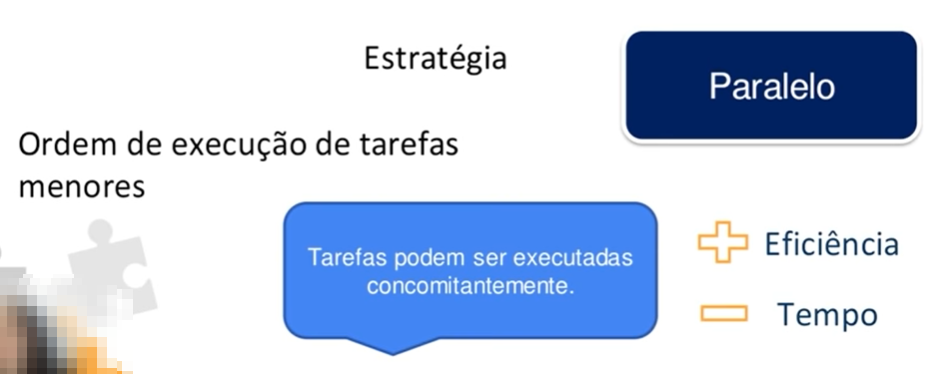 Estratégia
Paralelo
Ordem de execução de tarefas
menores
Tarefas podem ser executadas
concomitantemente.
Eficiência
Tempo